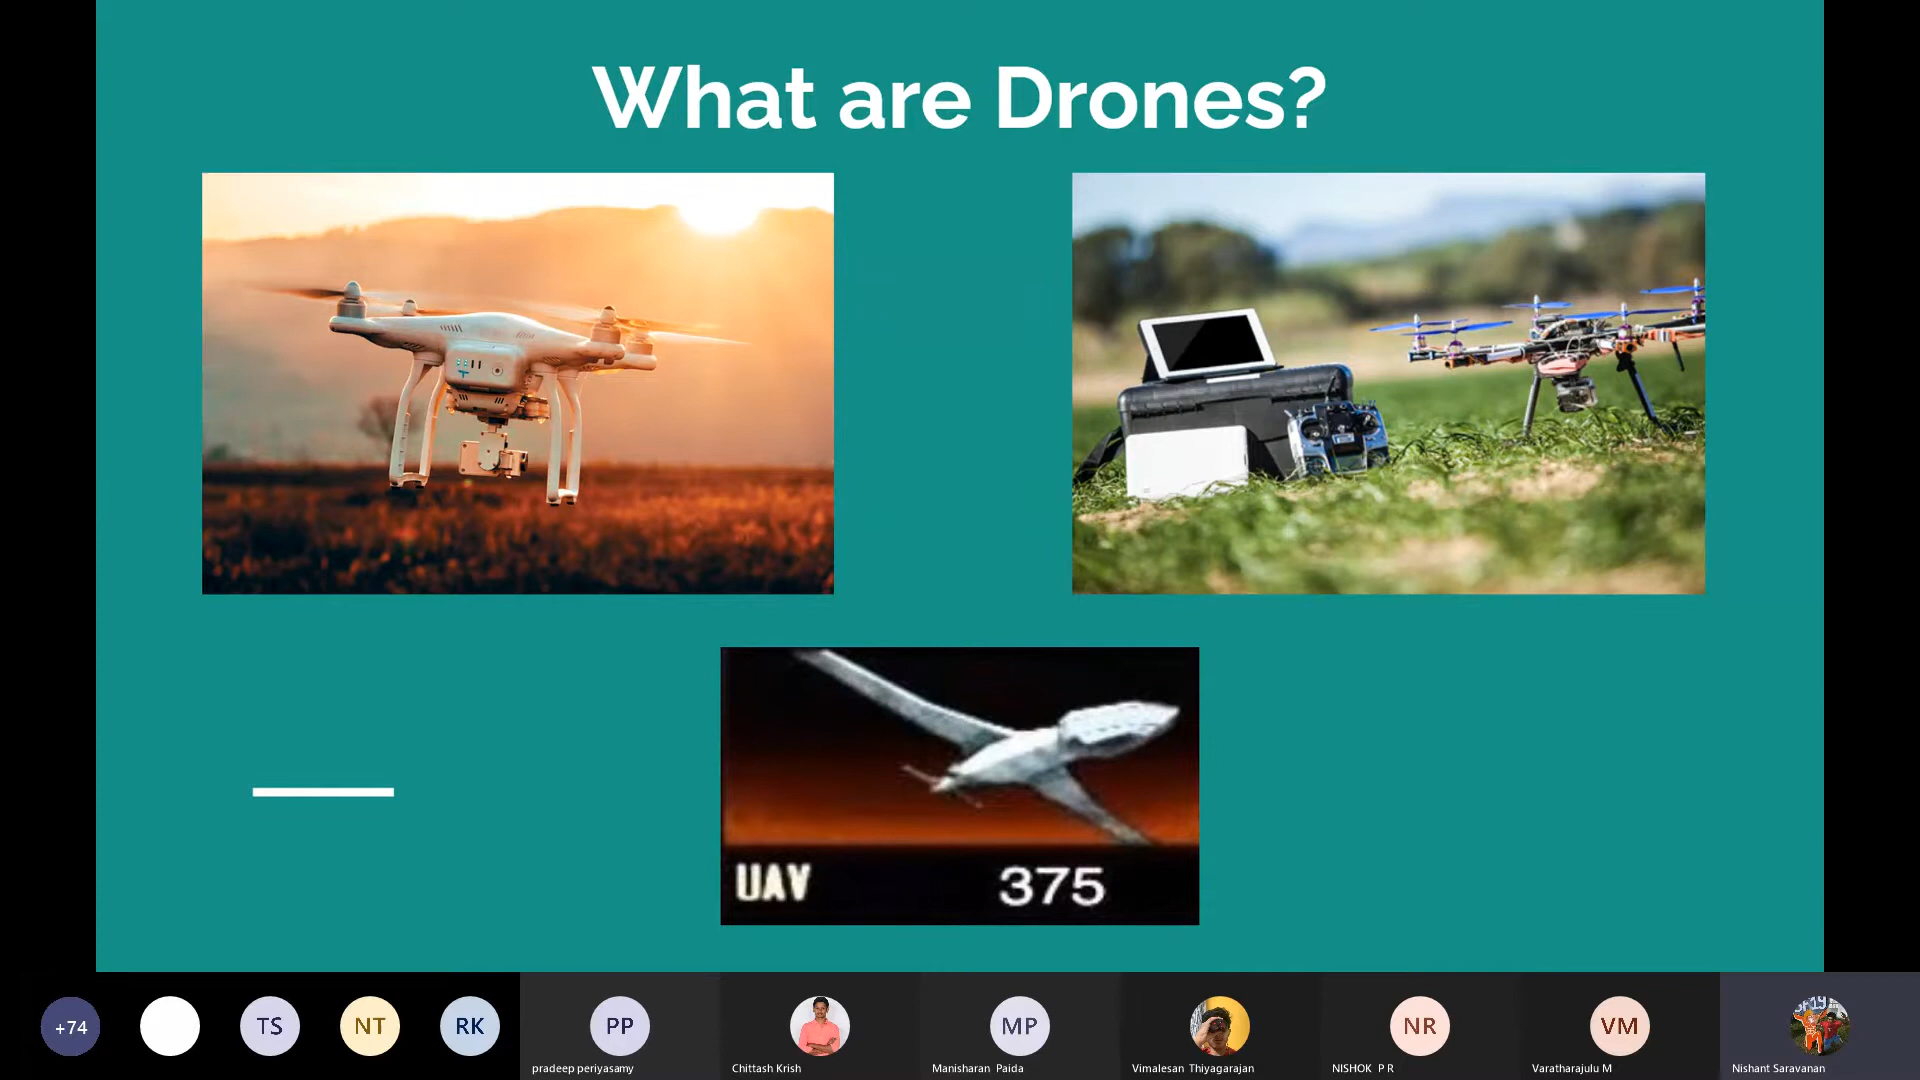 What are Drones?
UAV 375
+74
TS
NT
RK
PP
MP
NR
VM
pradeep periyasamy
Chittash Krish
Manisharan Paida
Vimalesan Thiyagarajan
NISHOK P R
Varatharajulu M
Nishant Saravanan